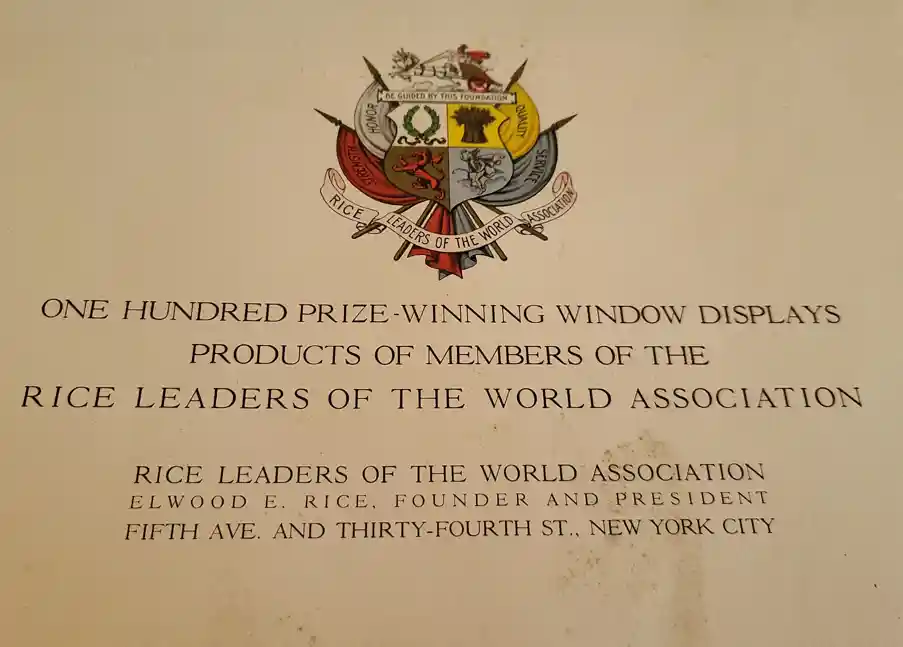 BE GUIDED BY THIS FOUNDATION
HONOR
QUALITY
STRENGTH
SERVICE
RICE LEADERS OF THE WORLD ASSOCIATION
ONE HUNDRED PRIZE-WINNING WINDOW DISPLAYS
PRODUCTS OF MEMBERS OF THE
RICE LEADERS OF THE WORLD ASSOCIATION
RICE LEADERS OF THE WORLD ASSOCIATION
ELWOOD E. RICE, FOUNDER AND PRESIDENT
FIFTH AVE. AND THIRTY-FOURTH ST., NEW YORK CITY